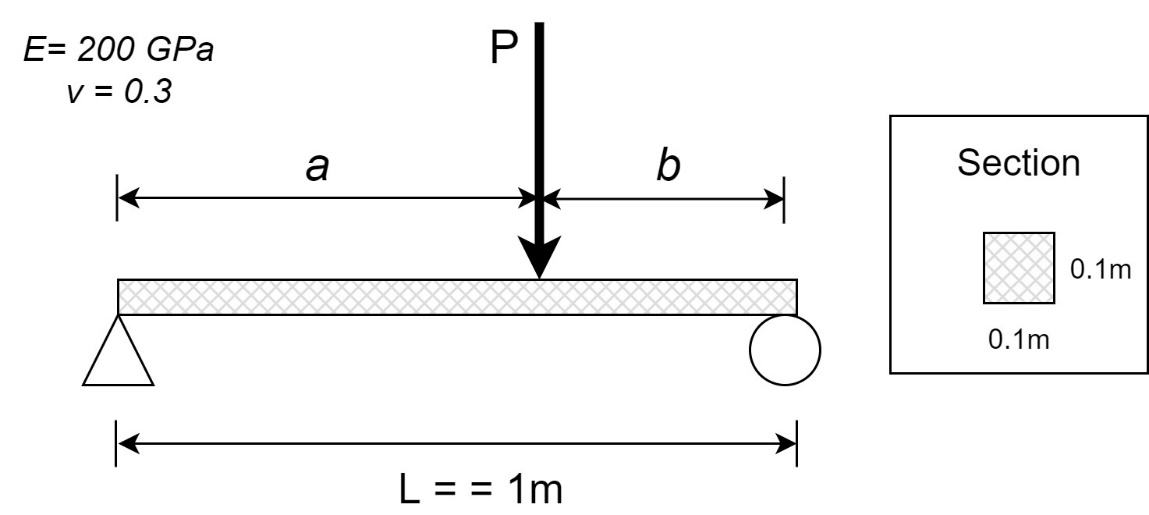 E= 200 GPa
v = 0.3
P
a
b
Section
0.1m
0.1m
L = = 1m